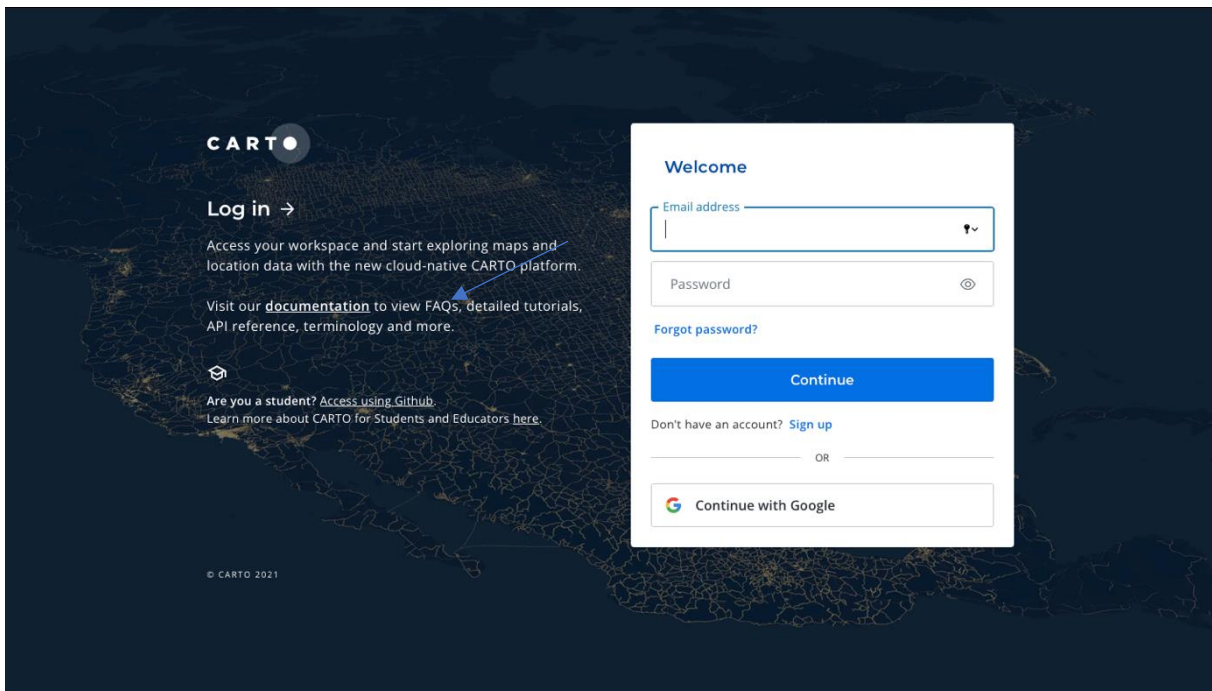 CARTO
Log in →
Access your workspace and start exploring maps and
location data with the new cloud-native CARTO platform.
Visit our documentation to view FAQs, detailed tutorials,
API reference, terminology and more.
Are you a student? Access using Github.
Learn more about CARTO for Students and Educators here.
© CARTO 2021
Welcome
Email address
Password
Forgot password?
Continue
Don't have an account? Sign up
OR
Continue with Google